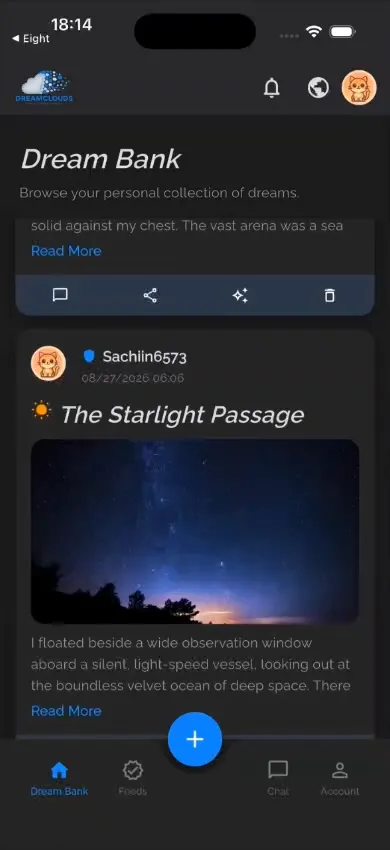 18:14
◀ Eight
DREAMCLOUDS
Dream Bank
Browse your personal collection of dreams.
solid against my chest. The vast arena was a sea
Read More
Sachiin6573
08/27/2026 06:06
The Starlight Passage
I floated beside a wide observation window
aboard a silent, light-speed vessel, looking out at
the boundless velvet ocean of deep space. There
Read More
Dream Bank
Feeds
Chat
Account